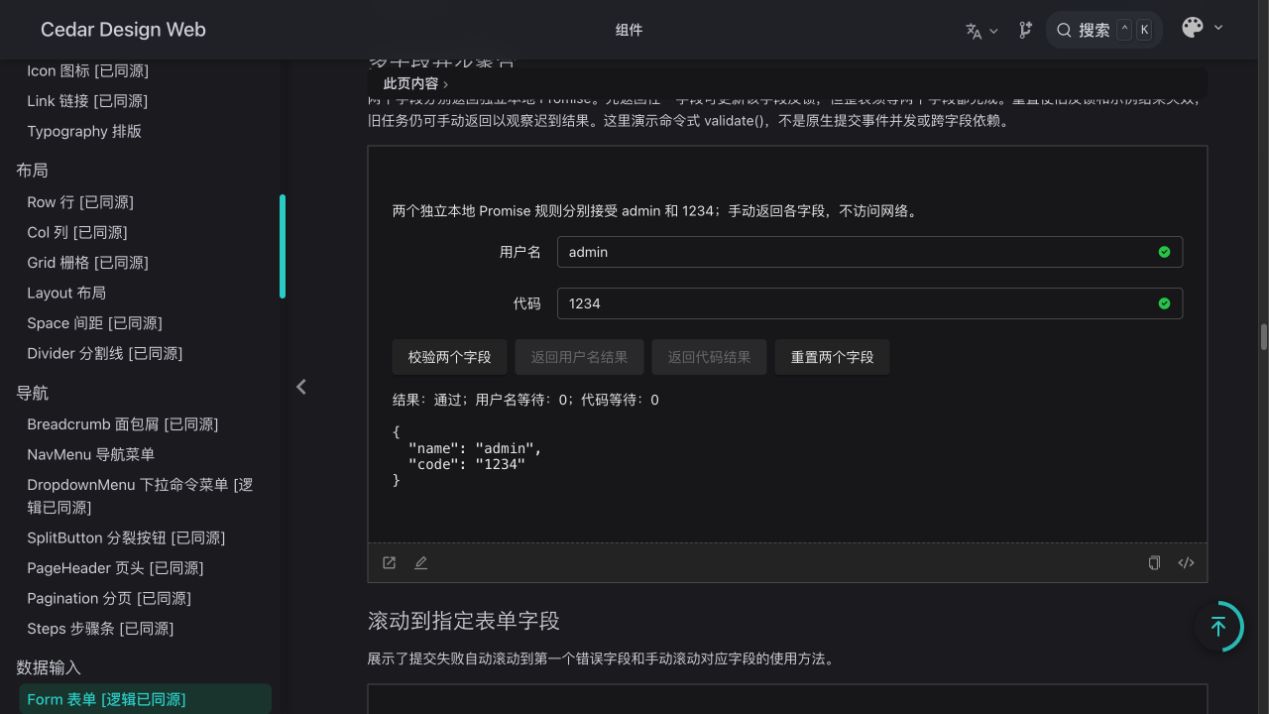 Cedar Design Web
组件
搜索 ^ K
Icon 图标 [已同源]
Link 链接 [已同源]
Typography 排版
布局
Row 行 [已同源]
Col 列 [已同源]
Grid 栅格 [已同源]
Layout 布局
Space 间距 [已同源]
Divider 分割线 [已同源]
导航
Breadcrumb 面包屑 [已同源]
NavMenu 导航菜单
DropdownMenu 下拉命令菜单 [逻
辑已同源]
SplitButton 分裂按钮 [已同源]
PageHeader 页头 [已同源]
Pagination 分页 [已同源]
Steps 步骤条 [已同源]
数据输入
Form 表单 [逻辑已同源]
此页内容 ›
旧任务仍可手动返回以观察迟到结果。这里演示命令式 validate()，不是原生提交事件并发或跨字段依赖。
两个独立本地 Promise 规则分别接受 admin 和 1234；手动返回各字段，不访问网络。
用户名 admin
代码 1234
校验两个字段 返回用户名结果 返回代码结果 重置两个字段
结果：通过；用户名等待：0；代码等待：0
{
"name": "admin",
"code": "1234"
}
滚动到指定表单字段
展示了提交失败自动滚动到第一个错误字段和手动滚动对应字段的使用方法。